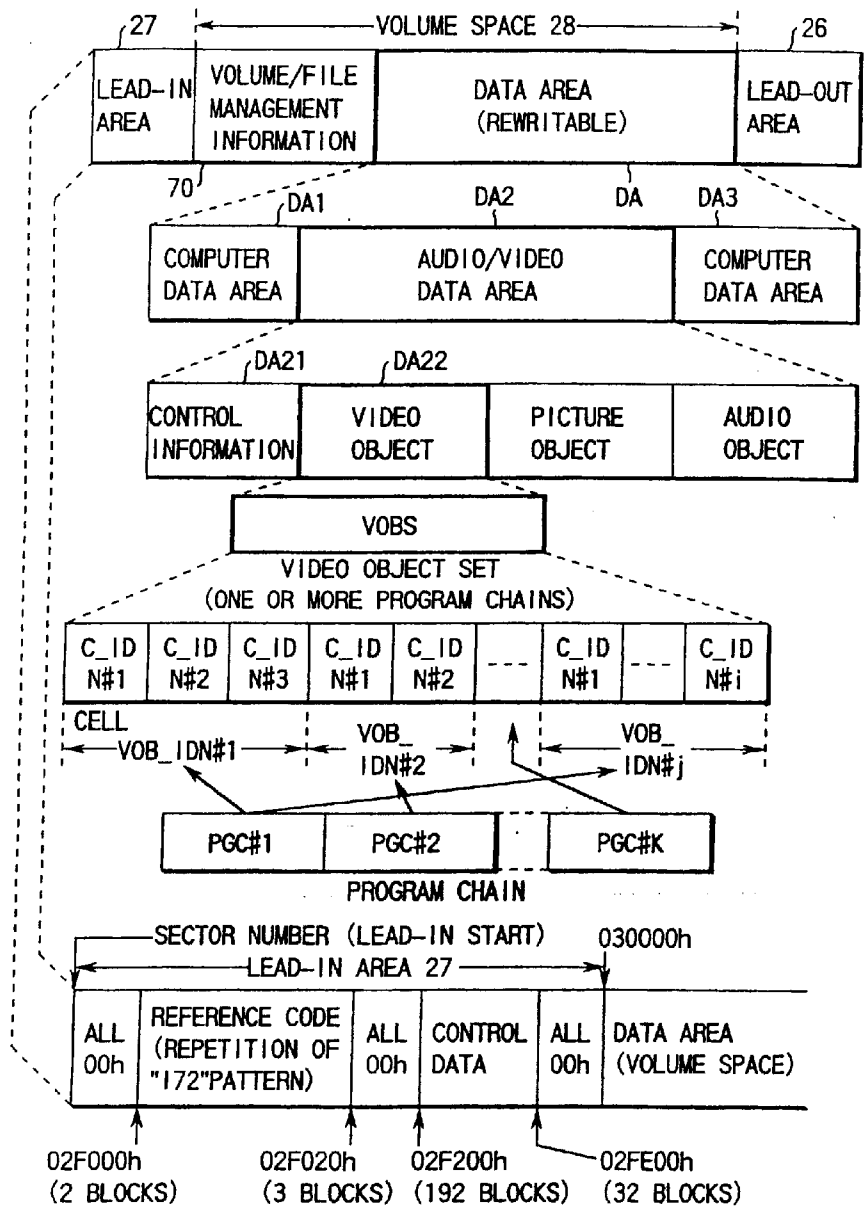 27
VOLUME SPACE 28
26
LEAD-IN AREA
VOLUME/FILE MANAGEMENT INFORMATION
DATA AREA (REWRITABLE)
LEAD-OUT AREA
70
DA1
DA2
DA
DA3
COMPUTER DATA AREA
AUDIO/VIDEO DATA AREA
COMPUTER DATA AREA
DA21
DA22
CONTROL INFORMATION
VIDEO OBJECT
PICTURE OBJECT
AUDIO OBJECT
VOBS
VIDEO OBJECT SET
(ONE OR MORE PROGRAM CHAINS)
C_ID N#1
C_ID N#2
C_ID N#3
C_ID N#1
C_ID N#2
----
C_ID N#1
----
C_ID N#i
CELL
VOB_IDN#1
VOB_ IDN#2
VOB_ IDN#j
PGC#1
PGC#2
PGC#K
PROGRAM CHAIN
SECTOR NUMBER (LEAD-IN START)
030000h
LEAD-IN AREA 27
ALL 00h
REFERENCE CODE (REPETITION OF "172"PATTERN)
ALL 00h
CONTROL DATA
ALL 00h
DATA AREA (VOLUME SPACE)
02F000h (2 BLOCKS)
02F020h (3 BLOCKS)
02F200h (192 BLOCKS)
02FE00h (32 BLOCKS)